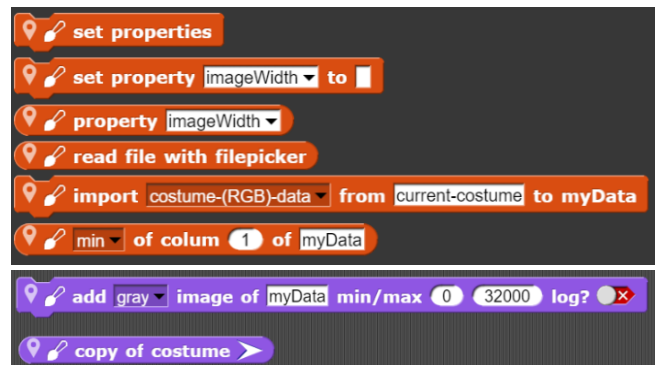 set properties
set property imageWidth to
property imageWidth
read file with filepicker
import costume-(RGB)-data from current-costume to myData
min of colum 1 of myData
add gray image of myData min/max 0 32000 log?
copy of costume